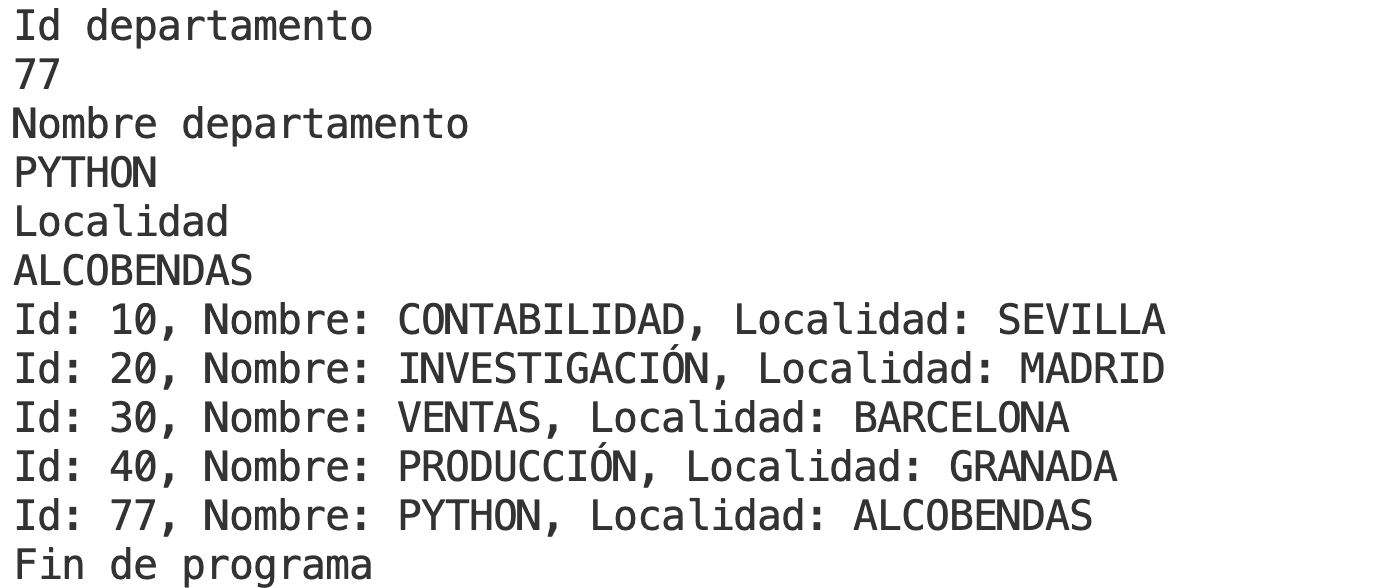 Id departamento
77
Nombre departamento
PYTHON
Localidad
ALCOBENDAS
Id: 10, Nombre: CONTABILIDAD, Localidad: SEVILLA
Id: 20, Nombre: INVESTIGACIÓN, Localidad: MADRID
Id: 30, Nombre: VENTAS, Localidad: BARCELONA
Id: 40, Nombre: PRODUCCIÓN, Localidad: GRANADA
Id: 77, Nombre: PYTHON, Localidad: ALCOBENDAS
Fin de programa